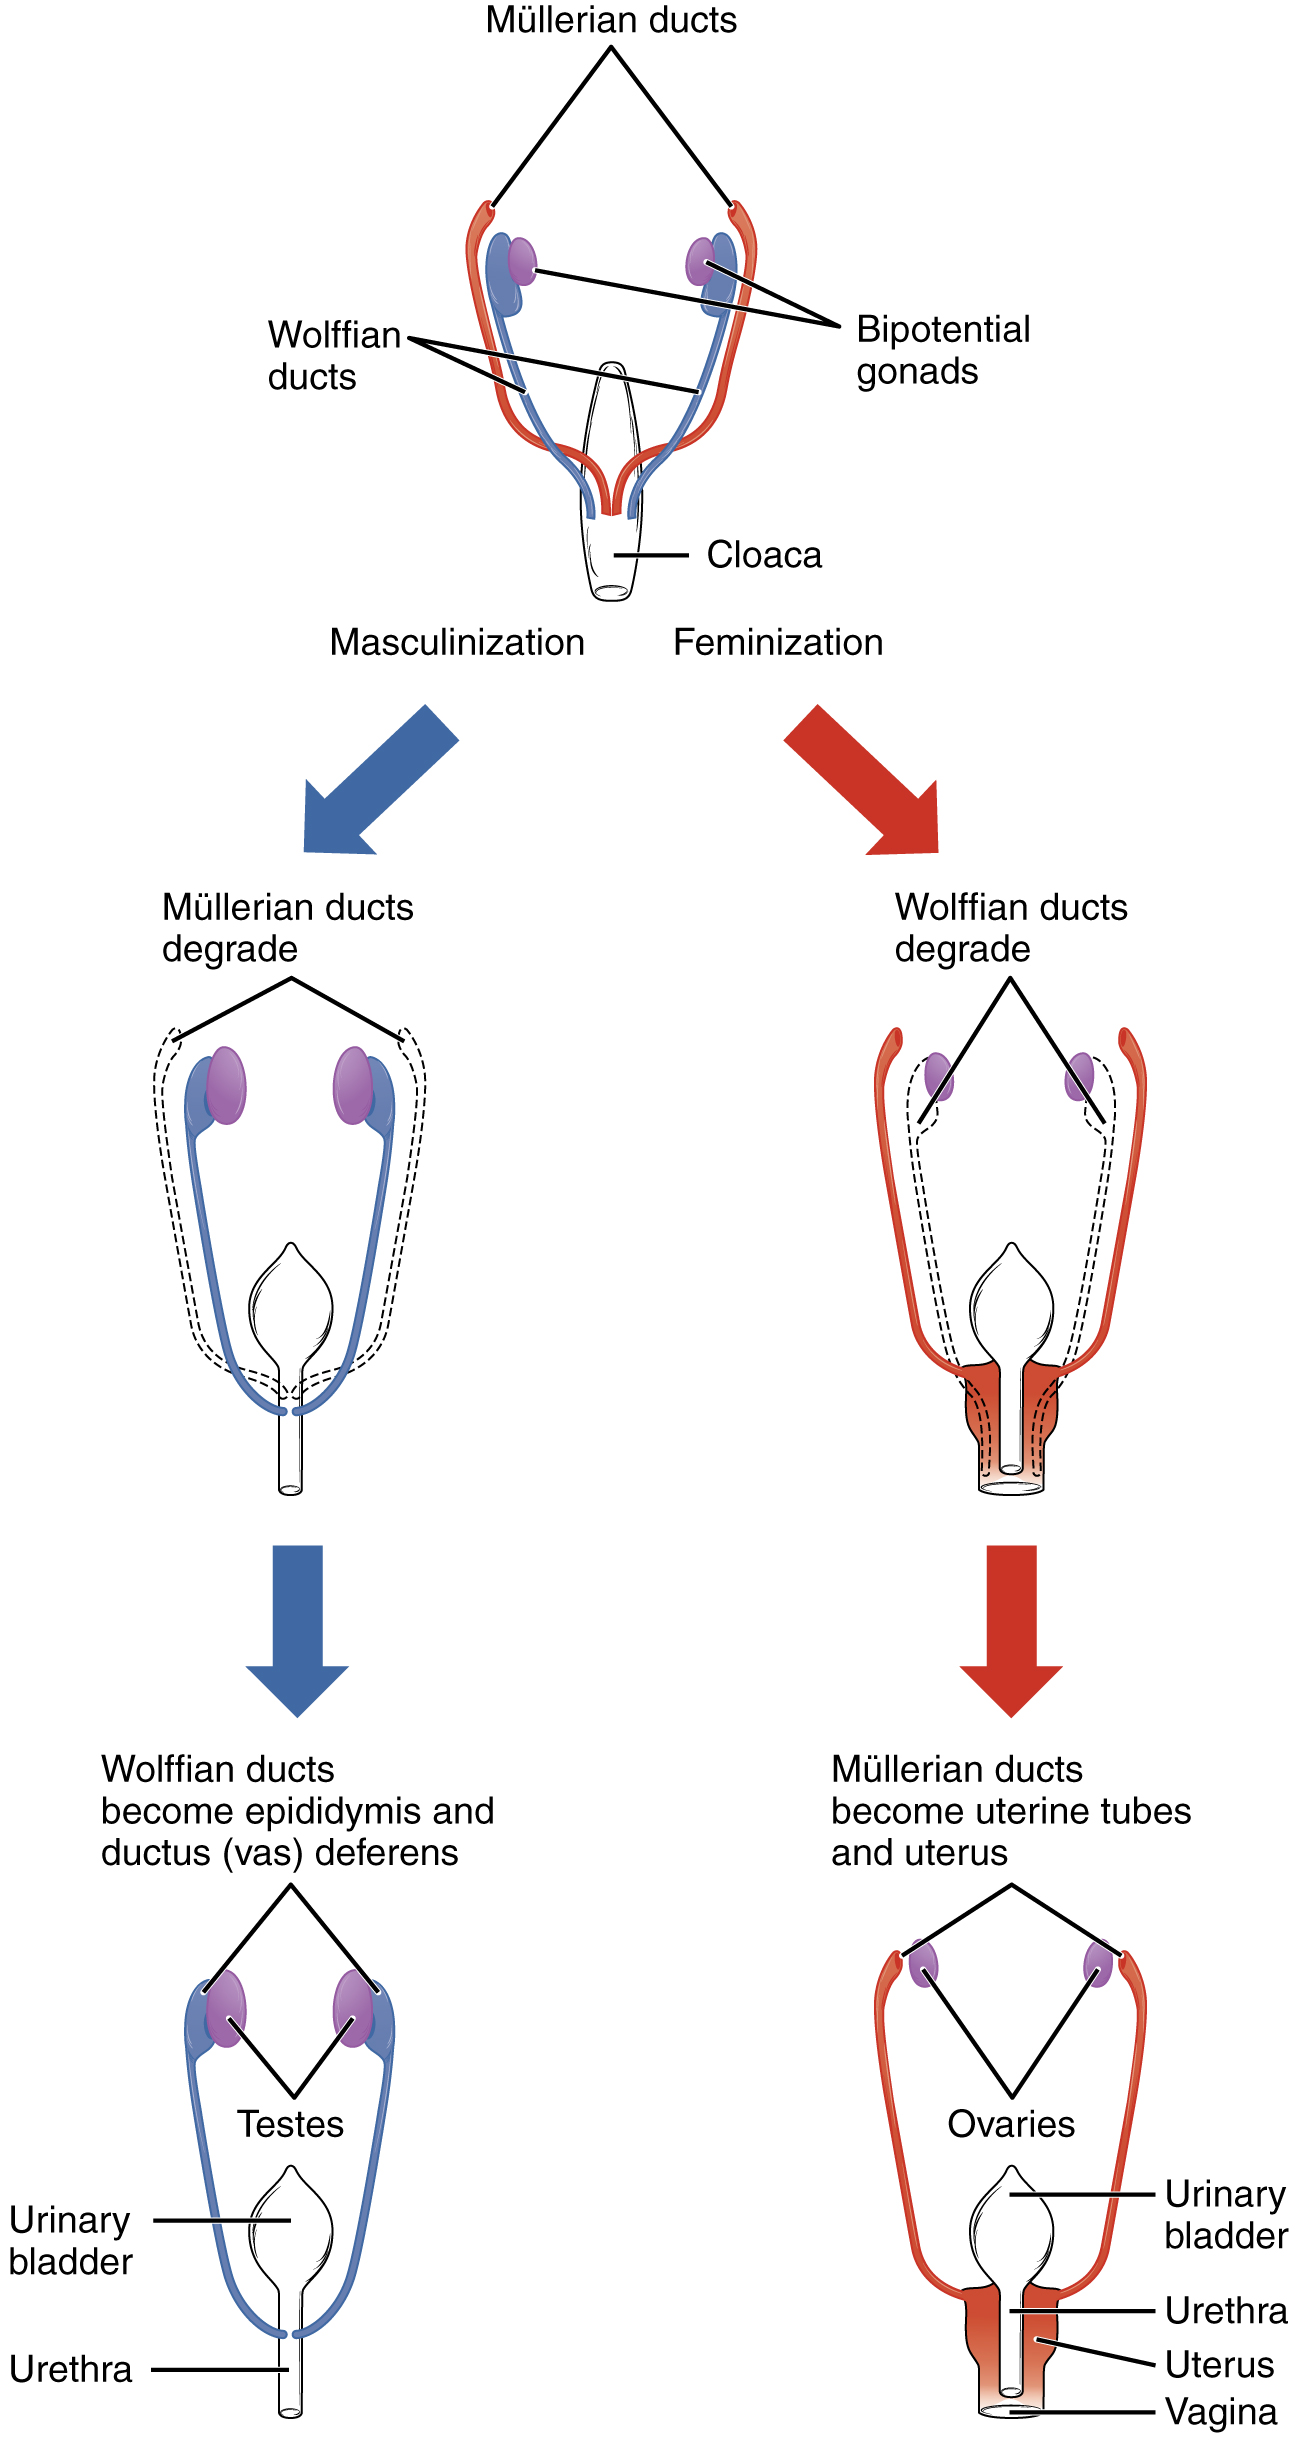 Müllerian ducts
Wolffian
ducts
Bipotential
gonads
Cloaca
Masculinization
Feminization
Müllerian ducts
degrade
Wolffian ducts
degrade
Wolffian ducts
become epididymis and
ductus (vas) deferens
Müllerian ducts
become uterine tubes
and uterus
Testes
Ovaries
Urinary
bladder
Urethra
Urinary
bladder
Urethra
Uterus
Vagina